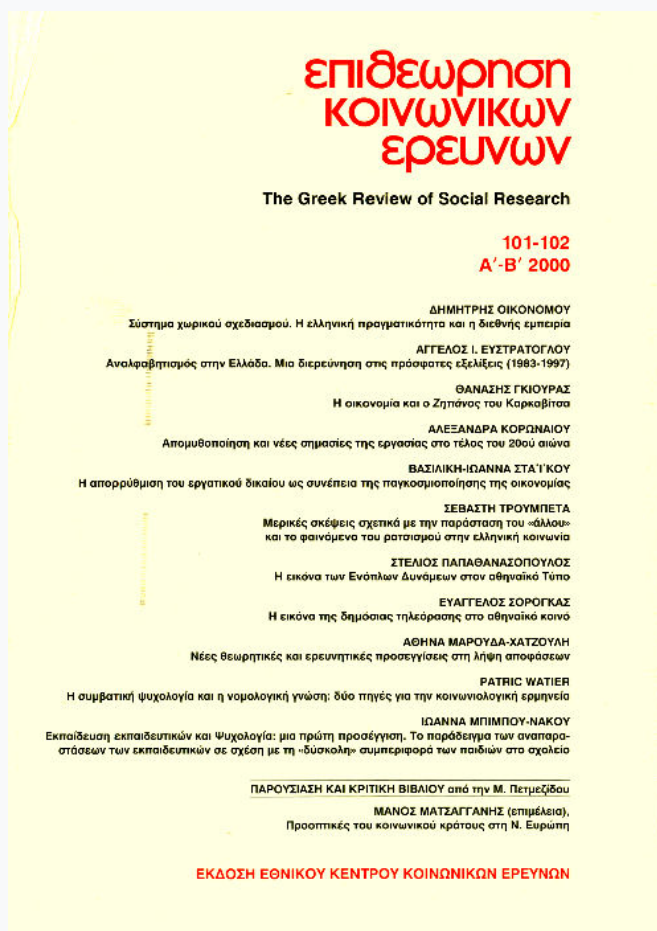 επιθεωρηση
κοινωνικων
ερευνων
The Greek Review of Social Research
101-102
Α΄-Β΄ 2000
ΔΗΜΗΤΡΗΣ ΟΙΚΟΝΟΜΟΥ
Σύστημα χωρικού σχεδιασμού. Η ελληνική πραγματικότητα και η διεθνής εμπειρία
ΑΓΓΕΛΟΣ Ι. ΕΥΣΤΡΑΤΟΓΛΟΥ
Αναλφαβητισμός στην Ελλάδα. Μια διερεύνηση στις πρόσφατες εξελίξεις (1983-1997)
ΘΑΝΑΣΗΣ ΓΚΙΟΥΡΑΣ
Η οικονομία και ο Ζητιάνος του Καρκαβίτσα
ΑΛΕΞΑΝΔΡΑ ΚΟΡΩΝΑΙΟΥ
Απομυθοποίηση και νέες σημασίες της εργασίας στο τέλος του 20ού αιώνα
ΒΑΣΙΛΙΚΗ-ΙΩΑΝΝΑ ΣΤΑ΄Ι΄ΚΟΥ
Η απορρύθμιση του εργατικού δικαίου ως συνέπεια της παγκοσμιοποίησης της οικονομίας
ΣΕΒΑΣΤΗ ΤΡΟΥΜΠΕΤΑ
Μερικές σκέψεις σχετικά με την παράσταση του «άλλου»
και το φαινόμενο του ρατσισμού στην ελληνική κοινωνία
ΣΤΕΛΙΟΣ ΠΑΠΑΘΑΝΑΣΟΠΟΥΛΟΣ
Η εικόνα των Ενόπλων Δυνάμεων στον αθηναϊκό Τύπο
ΕΥΑΓΓΕΛΟΣ ΣΟΡΟΓΚΑΣ
Η εικόνα της δημόσιας τηλεόρασης στο αθηναϊκό κοινό
ΑΘΗΝΑ ΜΑΡΟΥΔΑ-ΧΑΤΖΟΥΛΗ
Νέες θεωρητικές και ερευνητικές προσεγγίσεις στη λήψη αποφάσεων
PATRIC WATIER
Η συμβατική ψυχολογία και η νομολογική γνώση: δύο πηγές για την κοινωνιολογική ερμηνεία
ΙΩΑΝΝΑ ΜΠΙΜΠΟΥ-ΝΑΚΟΥ
Εκπαίδευση εκπαιδευτικών και Ψυχολογία: μια πρώτη προσέγγιση. Το παράδειγμα των αναπαρα-
στάσεων των εκπαιδευτικών σε σχέση με τη «δύσκολη» συμπεριφορά των παιδιών στο σχολείο
ΠΑΡΟΥΣΙΑΣΗ ΚΑΙ ΚΡΙΤΙΚΗ ΒΙΒΛΙΟΥ από την Μ. Πετμεζίδου
ΜΑΝΟΣ ΜΑΤΣΑΓΓΑΝΗΣ (επιμέλεια),
Προοπτικές του κοινωνικού κράτους στη Ν. Ευρώπη
ΕΚΔΟΣΗ ΕΘΝΙΚΟΥ ΚΕΝΤΡΟΥ ΚΟΙΝΩΝΙΚΩΝ ΕΡΕΥΝΩΝ